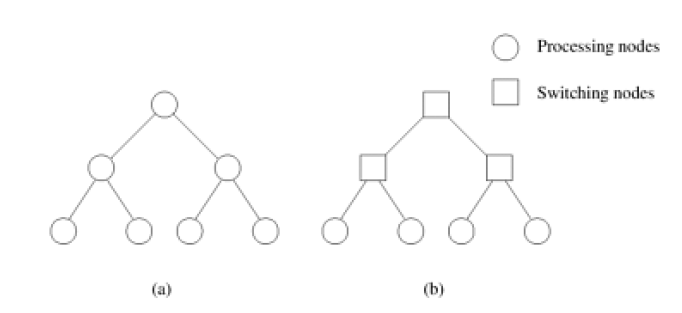 Processing nodes
Switching nodes
(a)
(b)